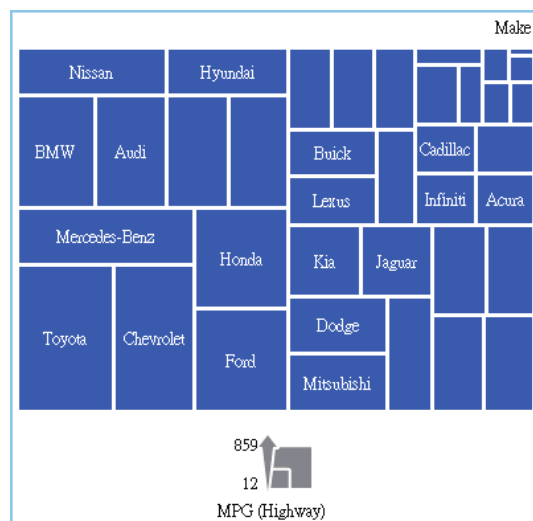 Make
Nissan
Hyundai
BMW
Audi
Buick
Cadillac
Lexus
Infiniti
Acura
Mercedes-Benz
Honda
Kia
Jaguar
Toyota
Chevrolet
Dodge
Ford
Mitsubishi
859
12
MPG (Highway)